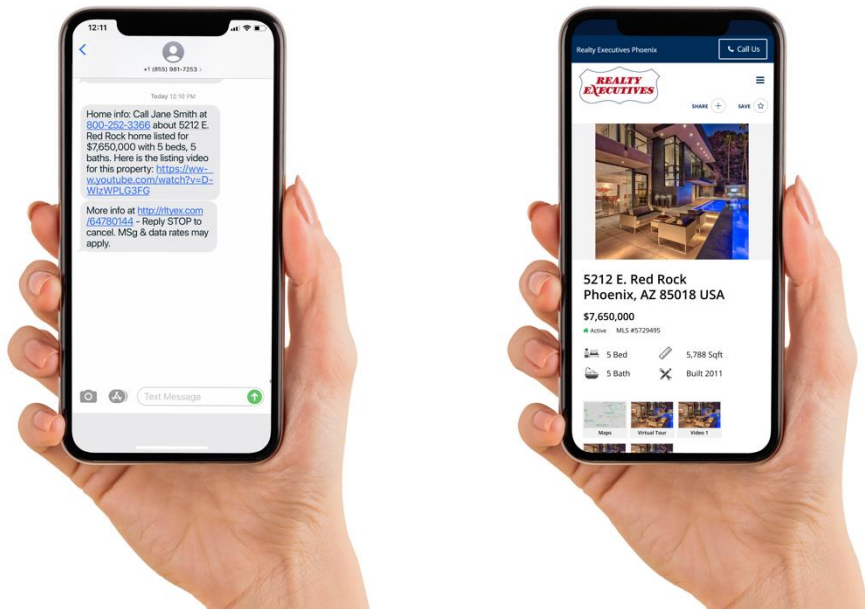 12:11
+1 (855) 981-7253 >
Today 12:10 PM
Home info: Call Jane Smith at
800-252-3366 about 5212 E.
Red Rock home listed for
$7,650,000 with 5 beds, 5
baths. Here is the listing video
for this property: https://ww-
w.youtube.com/watch?v=D-
WIzWPLG3FG
More info at http://rltyex.com
/64780144 - Reply STOP to
cancel. MSg & data rates may
apply.
Text Message
Realty Executives Phoenix
Call Us
REALTY
EXECUTIVES
SHARE
SAVE
5212 E. Red Rock
Phoenix, AZ 85018 USA
$7,650,000
Active MLS #5729495
5 Bed 5,788 Sqft
5 Bath Built 2011
Maps Virtual Tour Video 1